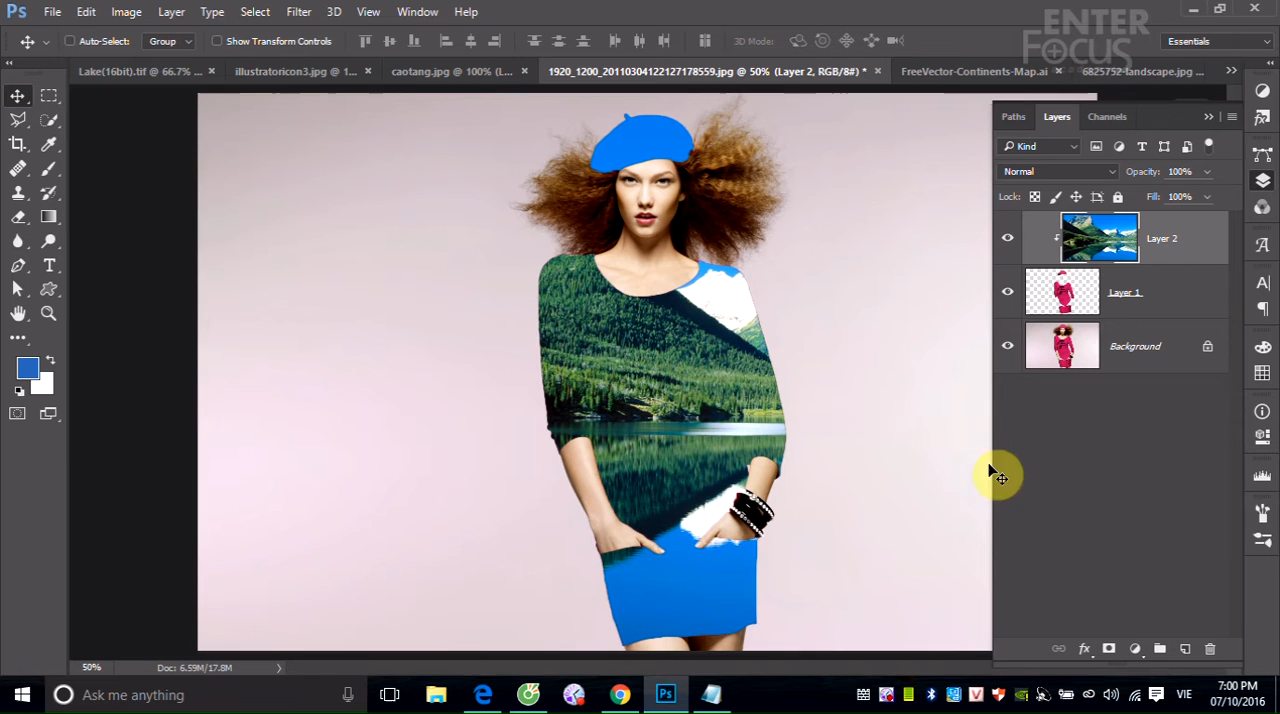 Ps File Edit Image Layer Type Select Filter 3D View Window Help
ENTER
FOCUS
Auto-Select: Group Show Transform Controls 3D Mode: Essentials
Lake(16bit).tif @ 66.7% ... × illustratoricon3.jpg @ 1... × caotang.jpg @ 100% (L... × 1920_1200_20110304122127178559.jpg @ 50% (Layer 2, RGB/8#) * × FreeVector-Continents-Map.ai × 6825752-landscape.jpg ...
Paths Layers Channels
Kind
Normal Opacity: 100%
Lock: Fill: 100%
Layer 2
Layer 1
Background
50% Doc: 6.59M/17.8M
Ask me anything
VIE
7:00 PM
07/10/2016